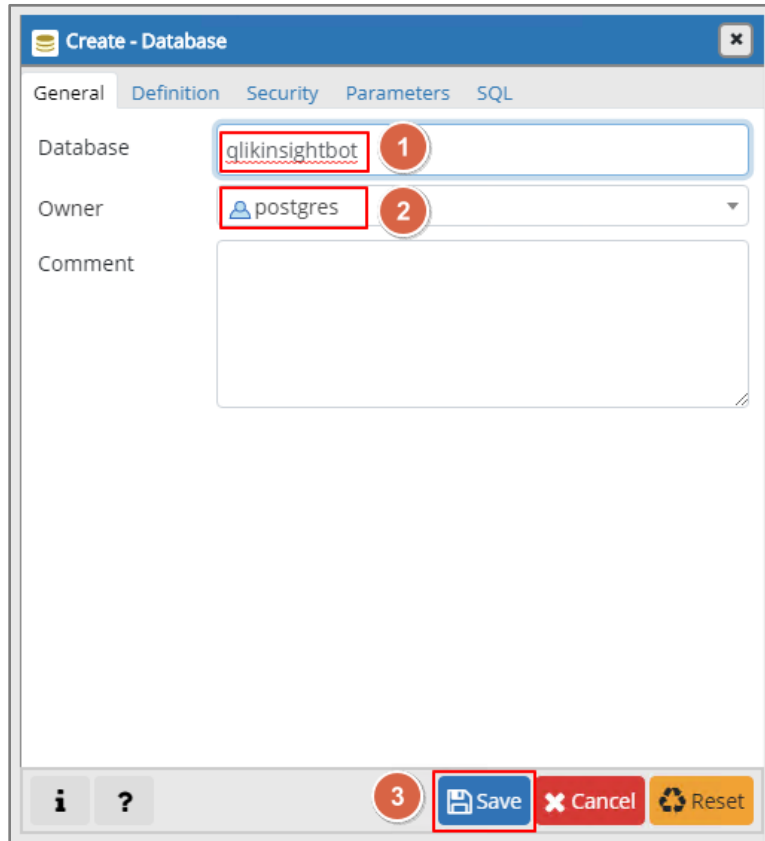 Create - Database
General Definition Security Parameters SQL
Database qlikinsightbot 1
Owner postgres 2
Comment
i ? 3 Save Cancel Reset